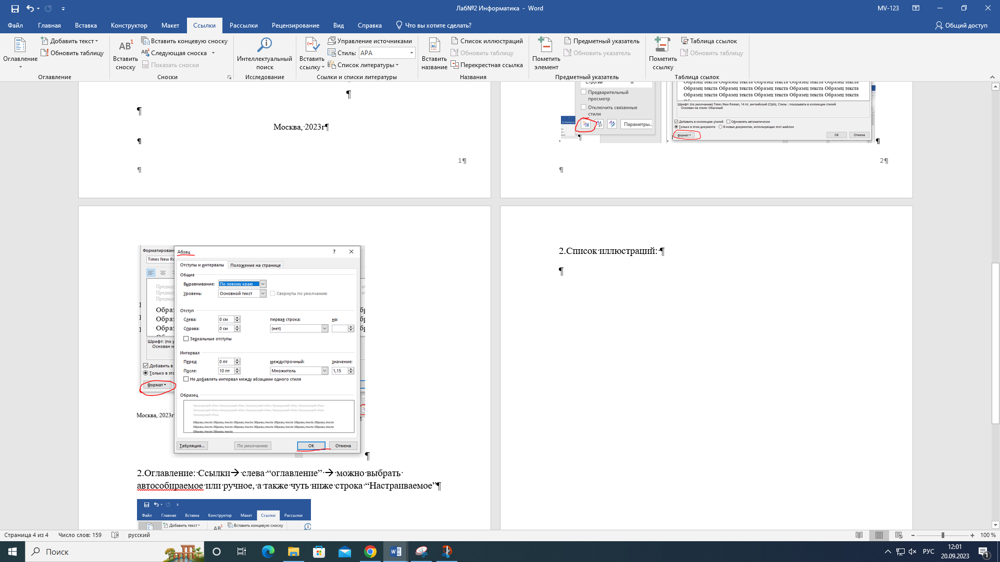 Лаб№2 Информатика - Word
MV-123
Файл Главная Вставка Конструктор Макет Ссылки Рассылки Рецензирование Вид Справка Что вы хотите сделать? Общий доступ
Оглавление
Добавить текст
Обновить таблицу
Оглавление
AB1
Вставить сноску
Вставить концевую сноску
Следующая сноска
Показать сноски
Сноски
Интеллектуальный поиск
Исследование
Вставить ссылку
Управление источниками
Стиль: APA
Список литературы
Ссылки и списки литературы
Вставить название
Список иллюстраций
Обновить таблицу
Перекрестная ссылка
Названия
Пометить элемент
Предметный указатель
Обновить указатель
Предметный указатель
Пометить ссылку
Таблица ссылок
Обновить таблицу
Таблица ссылок
¶
¶
Москва,·2023г¶
¶
1¶
¶
Строгий
Предварительный просмотр
Отключить связанные стили
Параметры..
Образец текста Образец текста Образец текста Образец текста Образец текста
Образец текста Образец текста Образец текста Образец текста Образец текста
Образец текста Образец текста Образец текста Образец текста Образец текста
Шрифт: (по умолчанию) Times New Roman, 14 пт, английский (США), Стиль: : показывать в коллекции стилей
Основан на стиле: Обычный
Добавить в коллекцию стилей Обновлять автоматически
Только в этом документе В новых документах, использующих этот шаблон
Формат ОК Отмена
¶
2¶
¶
Форматирован
Times New Ro
Предыдущ
Предыдущ
Предыдущ
Образ
Образ
Образ
Шрифт: (по у
Основан н
Добавить в
Только в это
Формат
Москва,·2023г
Абзац
?
Отступы и интервалы Положение на странице
Общие
Выравнивание: По левому краю
Уровень: Основной текст Свернуты по умолчанию
Отступ
Слева: 0 см первая строка: на:
Справа: 0 см (нет)
Зеркальные отступы
Интервал
Перед: 0 пт междустрочный: значение:
После: 10 пт Множитель 1,15
Не добавлять интервал между абзацами одного стиля
Образец
Предыдущий абзац Предыдущий абзац Предыдущий абзац Предыдущий абзац Предыдущий абзац
Предыдущий абзац Предыдущий абзац Предыдущий абзац Предыдущий абзац Предыдущий абзац
Предыдущий абзац
Образец текста Образец текста Образец текста Образец текста Образец текста Образец текста Образец текста
Образец текста Образец текста Образец текста Образец текста Образец текста Образец текста Образец текста
Образец текста Образец текста
Табуляция... По умолчанию ОК Отмена
¶
2.Оглавление:·Ссылки→·слева·“оглавление”·→·можно·выбрать·
автособираемое·или·ручное,·а·также·чуть·ниже·строка·“Настраиваемое”¶
Файл Главная Вставка Конструктор Макет Ссылки Рассылки
Добавить текст
AB1
Вставить концевую сноску
2.Список·иллюстраций:·¶
¶
Страница 4 из 4 Число слов: 159 русский
100 %
Поиск
РУС
12:01
20.09.2023
1